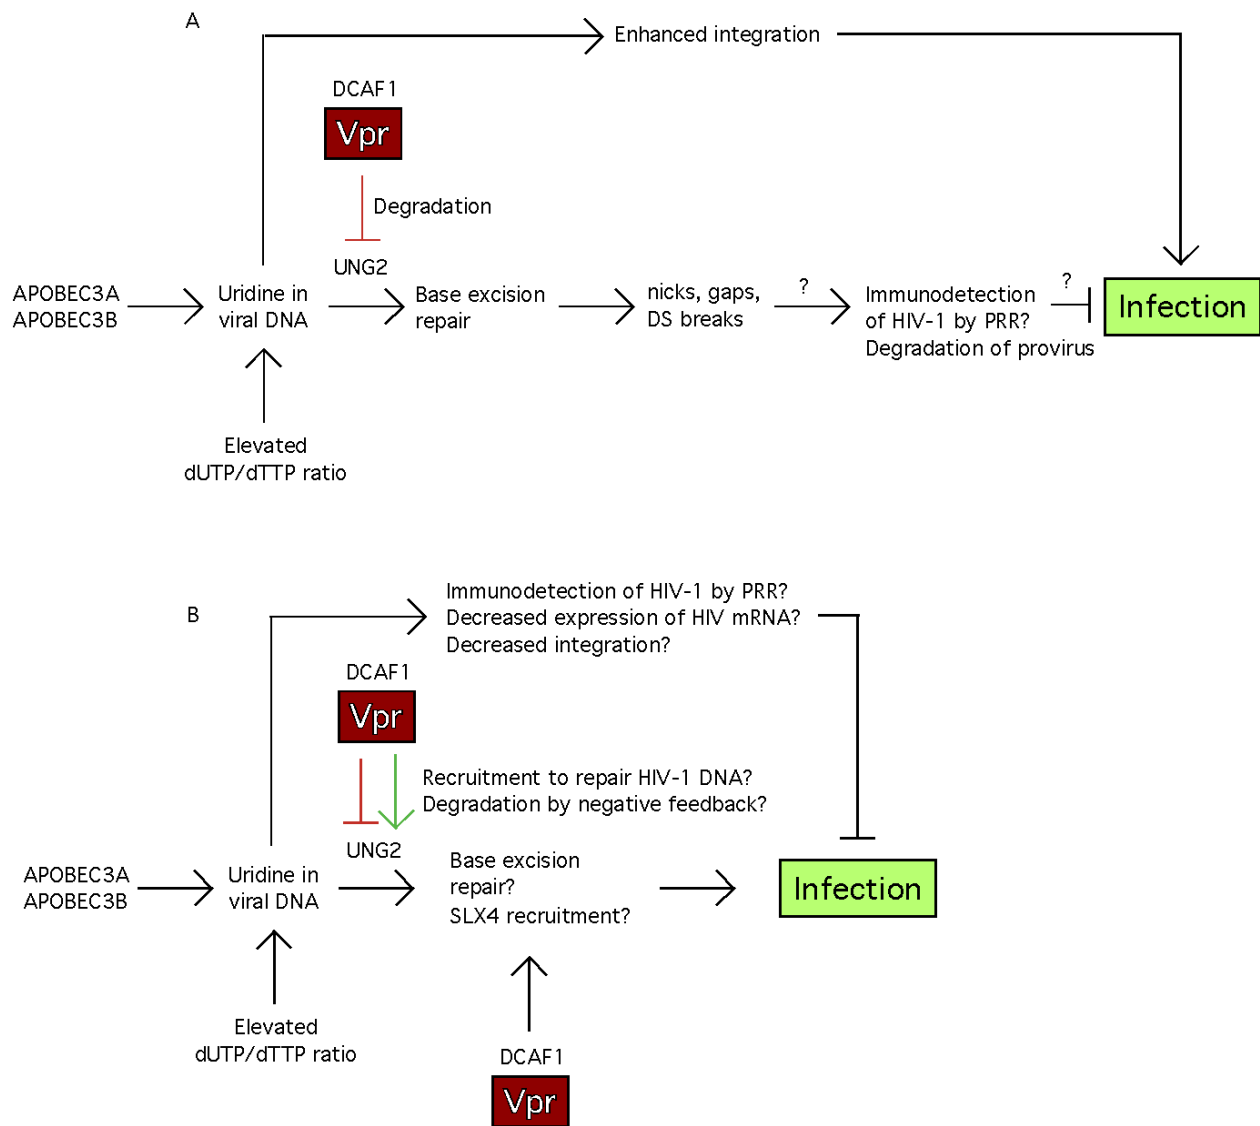 A
Enhanced integration
DCAF1
Vpr
Degradation
UNG2
APOBEC3A
APOBEC3B
Uridine in
viral DNA
Base excision
repair
nicks, gaps,
DS breaks
?
Immunodetection
of HIV-1 by PRR?
Degradation of provirus
?
Infection
Elevated
dUTP/dTTP ratio
B
Immunodetection of HIV-1 by PRR?
Decreased expression of HIV mRNA?
Decreased integration?
DCAF1
Vpr
Recruitment to repair HIV-1 DNA?
Degradation by negative feedback?
UNG2
APOBEC3A
APOBEC3B
Uridine in
viral DNA
Base excision
repair?
SLX4 recruitment?
Infection
Elevated
dUTP/dTTP ratio
DCAF1
Vpr